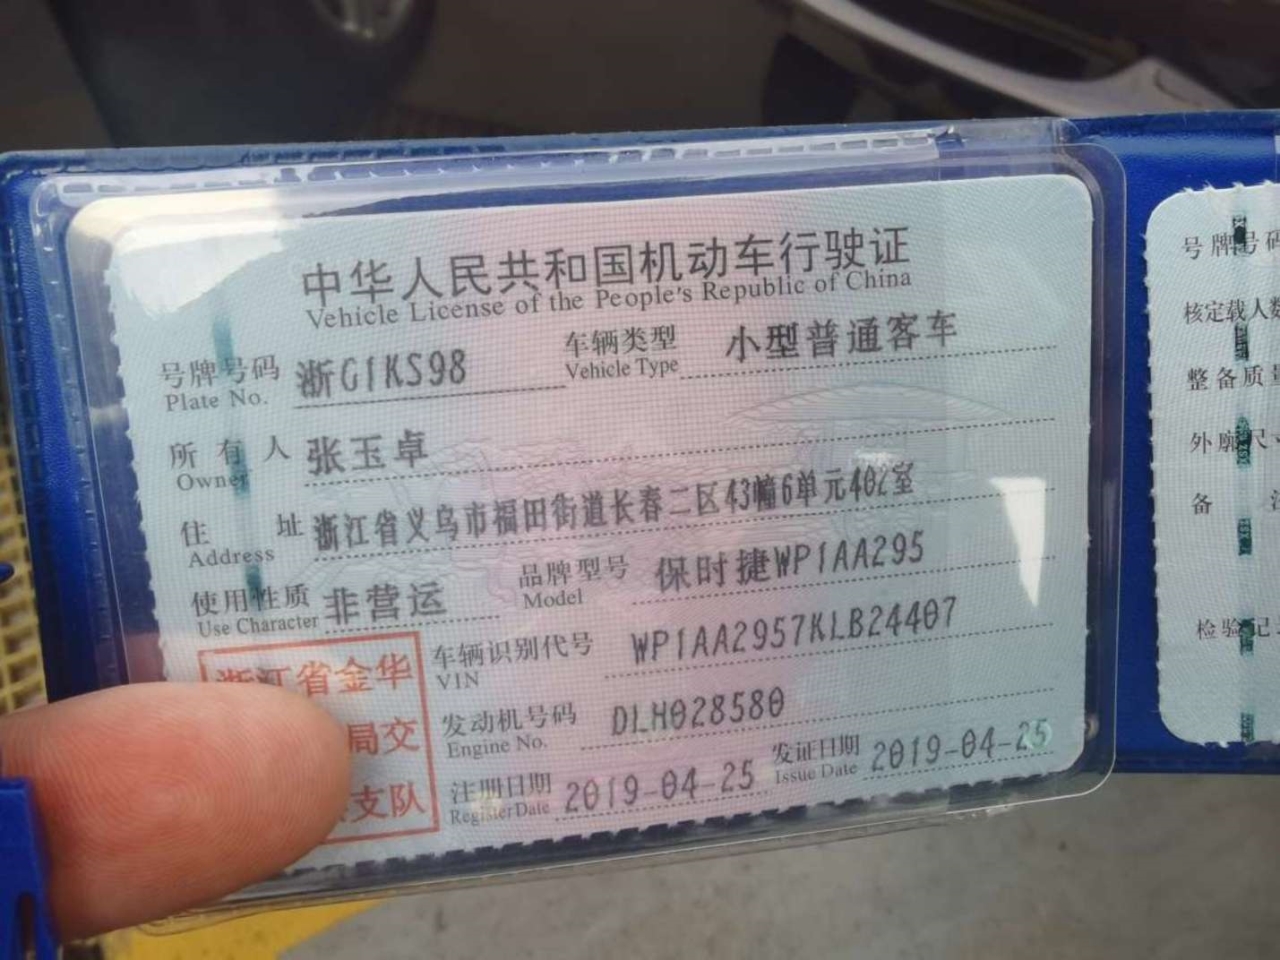 中华人民共和国机动车行驶证
Vehicle License of the People's Republic of China
号牌号码 浙G1KS98 车辆类型 小型普通客车
Plate No. Vehicle Type
所有人 张玉卓
Owner
住址 浙江省义乌市福田街道长春二区43幢6单元402室
Address
使用性质 非营运 品牌型号 保时捷WP1AA295
Use Character Model
车辆识别代号 WP1AA2957KLB24407
VIN
发动机号码 DLH028580
Engine No.
注册日期 2019-04-25 发证日期 2019-04-25
Register Date Issue Date
浙江省金华
局交
支队
号牌号码
核定载人数
整备质量
外廓尺寸
备
检验记